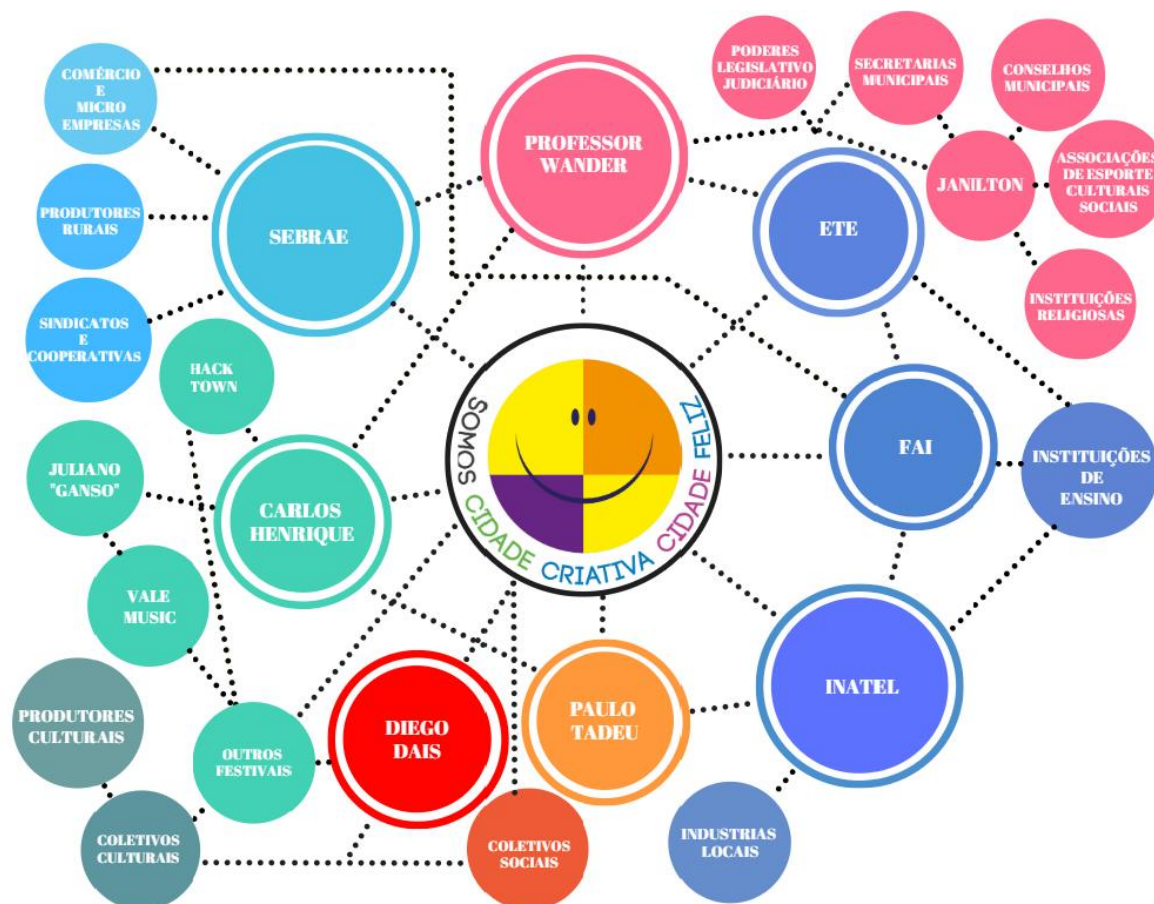 COMÉRCIO
E
MICRO
EMPRESAS
PRODUTORES
RURAIS
SINDICATOS
E
COOPERATIVAS
SEBRAE
PROFESSOR
WANDER
PODERES
LEGISLATIVO
JUDICIÁRIO
SECRETARIAS
MUNICIPAIS
CONSELHOS
MUNICIPAIS
JANILTON
ASSOCIAÇÕES
DE ESPORTE
CULTURAIS
SOCIAIS
INSTITUIÇÕES
RELIGIOSAS
ETE
HACK
TOWN
JULIANO
"GANSO"
CARLOS
HENRIQUE
VALE
MUSIC
SOMOS CIDADE CRIATIVA CIDADE FELIZ
FAI
INSTITUIÇÕES
DE
ENSINO
INATEL
PRODUTORES
CULTURAIS
OUTROS
FESTIVAIS
DIEGO
DAIS
PAULO
TADEU
COLETIVOS
CULTURAIS
COLETIVOS
SOCIAIS
INDUSTRIAS
LOCAIS